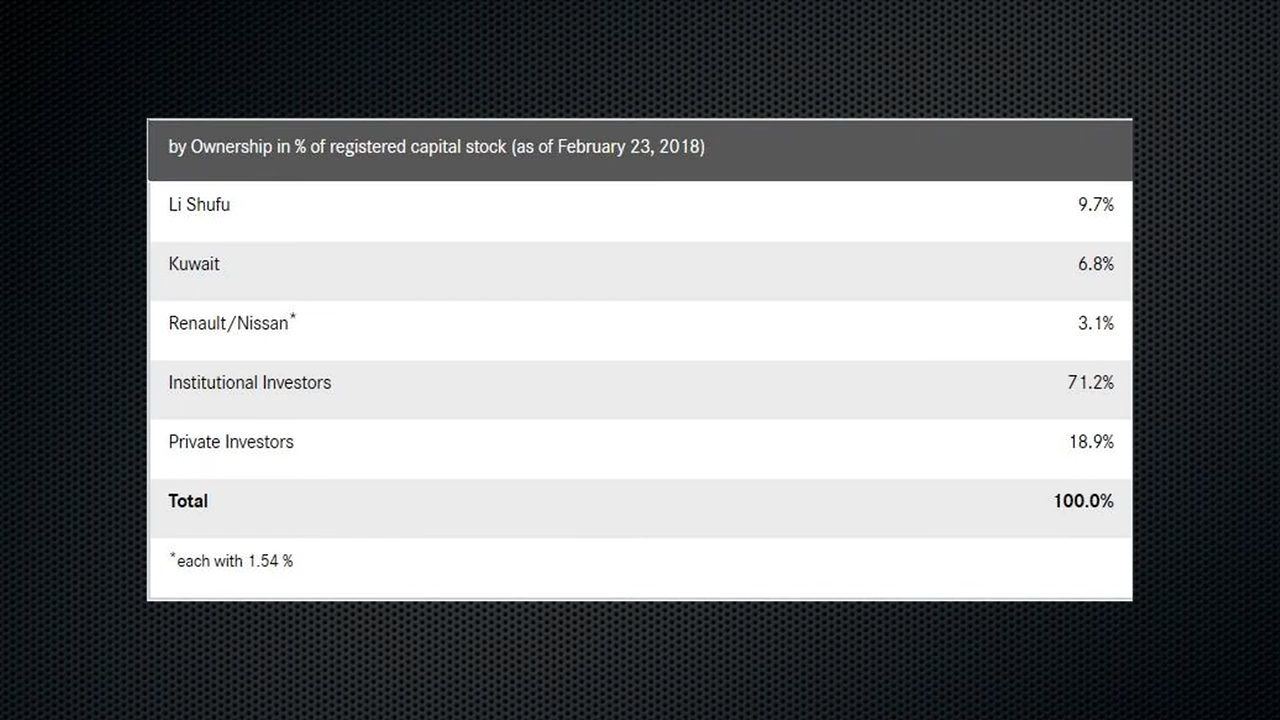 by Ownership in % of registered capital stock (as of February 23, 2018)
Li Shufu 9.7%
Kuwait 6.8%
Renault/Nissan* 3.1%
Institutional Investors 71.2%
Private Investors 18.9%
Total 100.0%
*each with 1.54 %